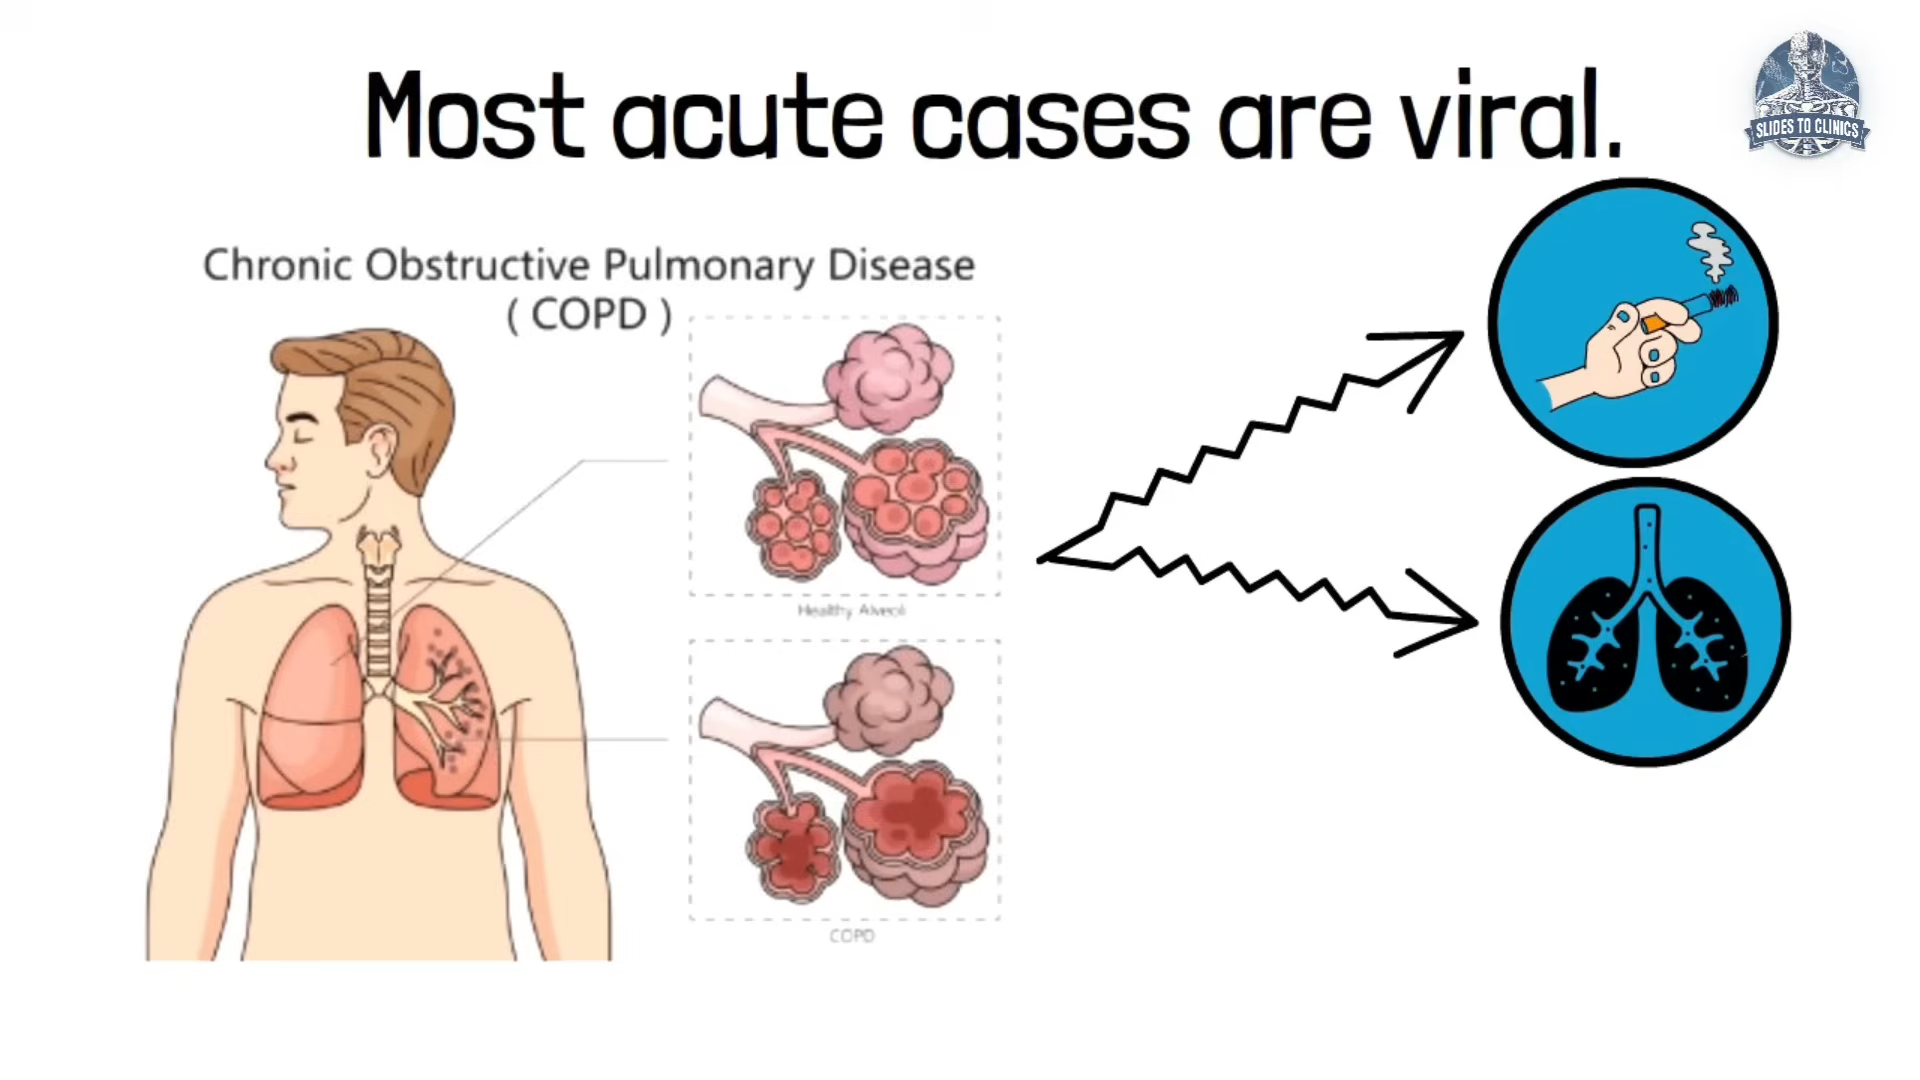 Most acute cases are viral.
SLIDES TO CLINICS
Chronic Obstructive Pulmonary Disease
( COPD )
Healthy Alveoli
COPD